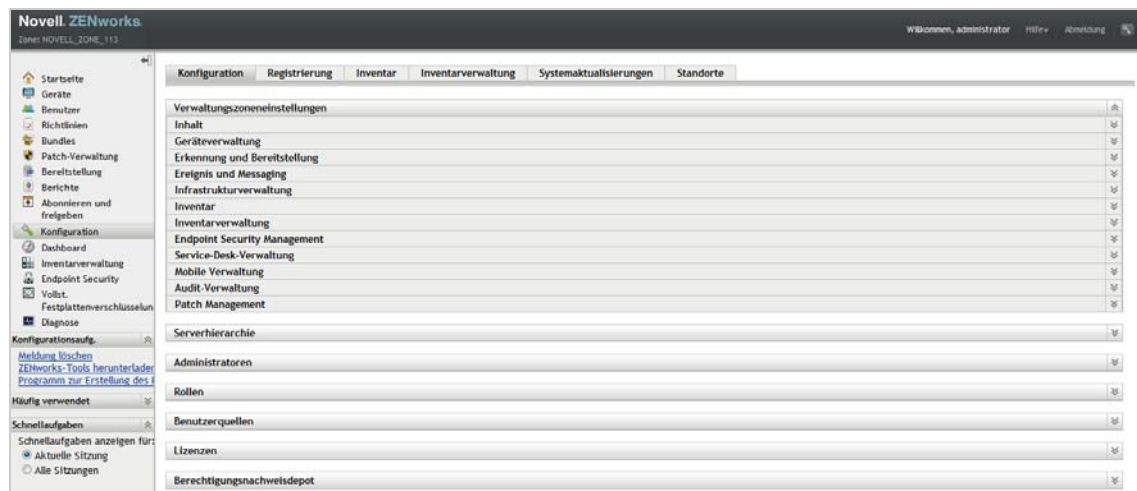 Novell. ZENworks.
Zone: NOVELL_ZONE_113
Willkommen, administrator Hilfe Abmeldung
Startseite
Geräte
Benutzer
Richtlinien
Bundles
Patch-Verwaltung
Bereitstellung
Berichte
Abonnieren und
freigeben
Konfiguration
Dashboard
Inventarverwaltung
Endpoint Security
Vollst.
Festplattenverschlüsselun
Diagnose
Konfigurationsaufg.
Meldung löschen
ZENworks-Tools herunterlader
Programm zur Erstellung des
Häufig verwendet
Schnellaufgaben
Schnellaufgaben anzeigen für:
Aktuelle Sitzung
Alle Sitzungen
Konfiguration Registrierung Inventar Inventarverwaltung Systemaktualisierungen Standorte
Verwaltungszoneneinstellungen
Inhalt
Geräteverwaltung
Erkennung und Bereitstellung
Ereignis und Messaging
Infrastrukturverwaltung
Inventar
Inventarverwaltung
Endpoint Security Management
Service-Desk-Verwaltung
Mobile Verwaltung
Audit-Verwaltung
Patch Management
Serverhierarchie
Administratoren
Rollen
Benutzerquellen
Lizenzen
Berechtigungsnachweisdepot